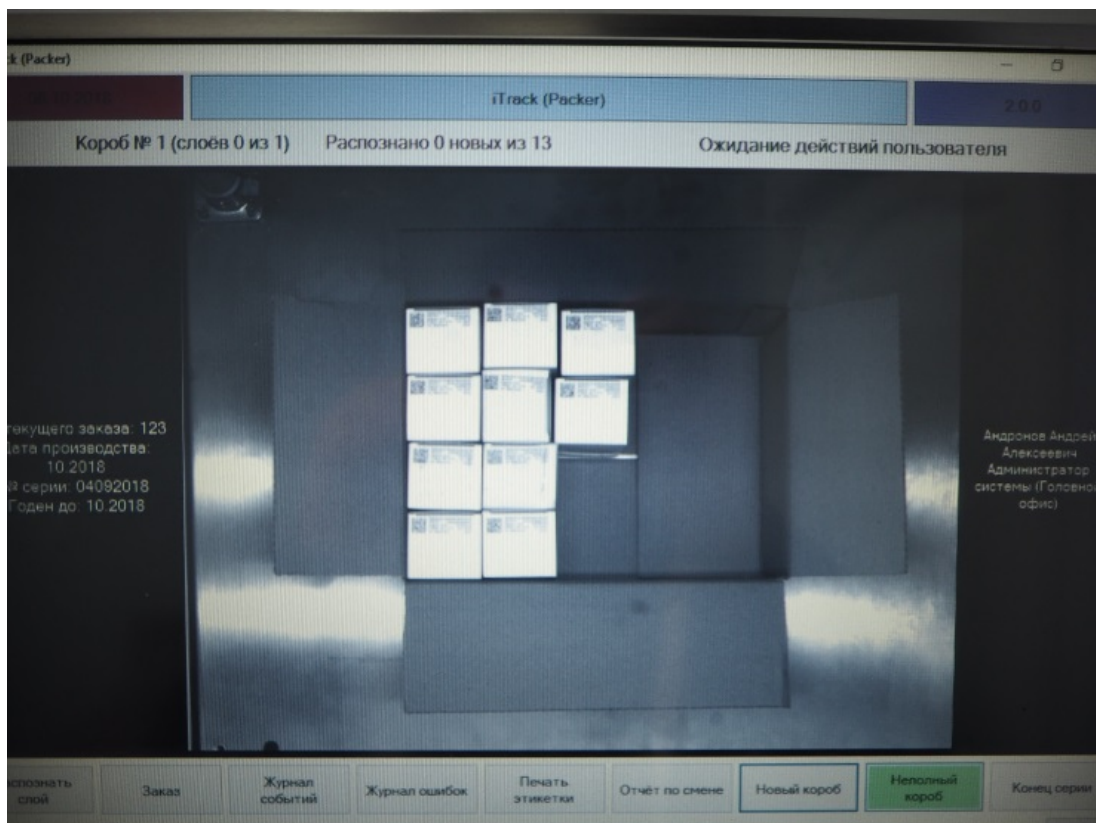 k (Packer)
iTrack (Packer)
2.0.0
Короб № 1 (слоёв 0 из 1) Распознано 0 новых из 13 Ожидание действий пользователя
текущего заказа: 123
Дата производства:
10.2018
№ серии: 04092018
Годен до: 10.2018
Андронов Андрей
Алексеевич
Администратор
системы (Головной
офис)
аспознать
слой
Заказ
Журнал
событий
Журнал ошибок
Печать
этикетки
Отчёт по смене
Новый короб
Неполный
короб
Конец серии